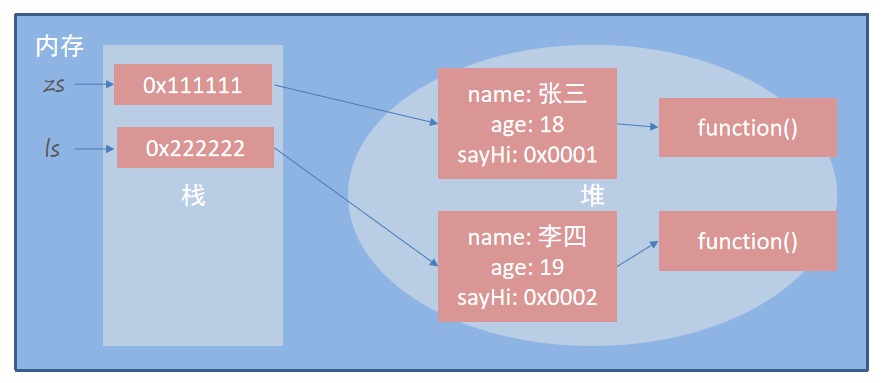 内存
zs
0x111111
ls
0x222222
栈
name: 张三
age: 18
sayHi: 0x0001
function()
堆
name: 李四
age: 19
sayHi: 0x0002
function()